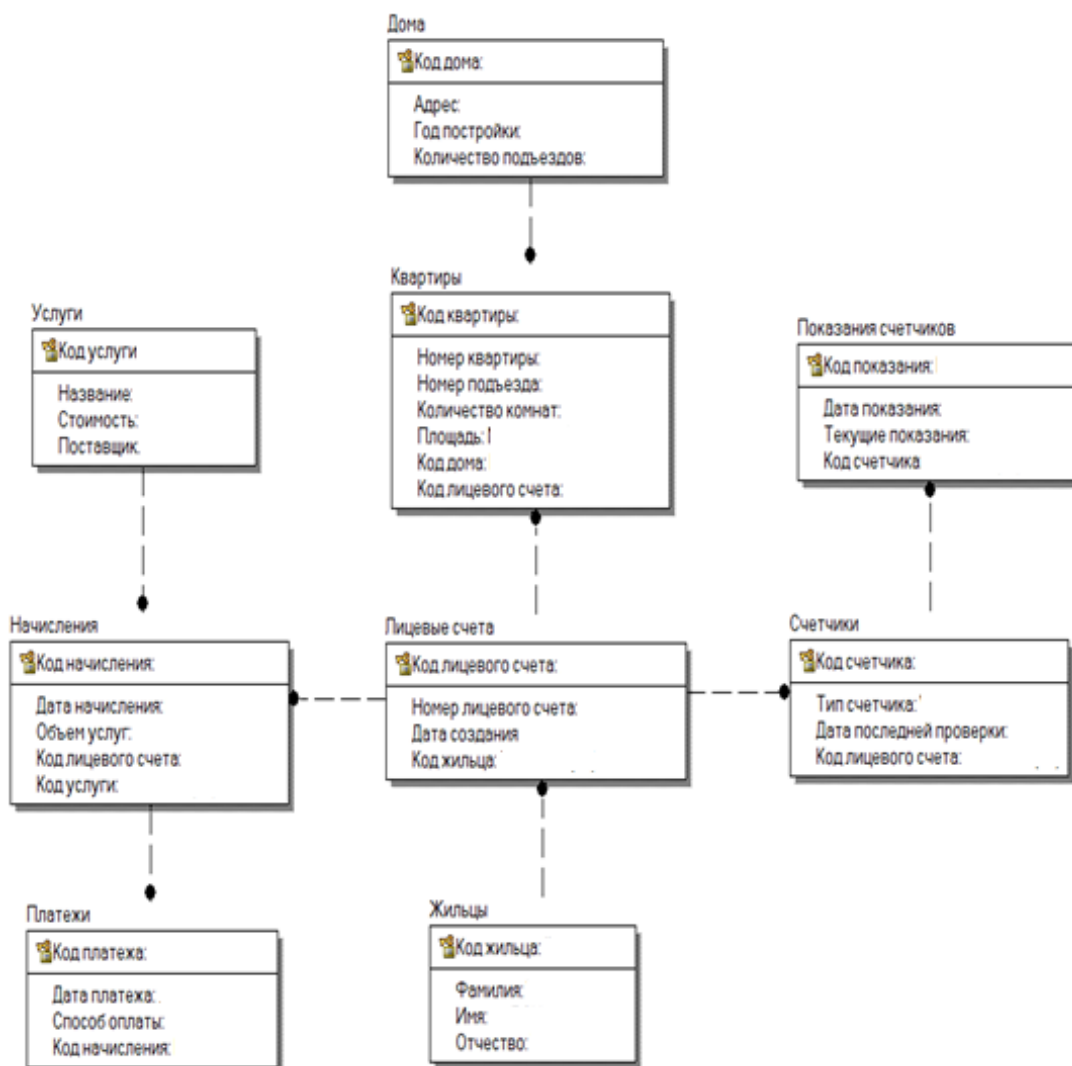 Дома
Код дома:
Адрес:
Год постройки:
Количество подъездов:
Квартиры
Код квартиры:
Номер квартиры:
Номер подъезда:
Количество комнат:
Площадь:
Код дома:
Код лицевого счета:
Услуги
Код услуги
Название:
Стоимость:
Поставщик:
Показания счетчиков
Код показания:
Дата показания:
Текущие показания:
Код счетчика
Начисления
Код начисления:
Дата начисления:
Объем услуг:
Код лицевого счета:
Код услуги:
Лицевые счета
Код лицевого счета:
Номер лицевого счета:
Дата создания
Код жильца:
Счетчики
Код счетчика:
Тип счетчика:
Дата последней проверки:
Код лицевого счета:
Платежи
Код платежа:
Дата платежа:
Способ оплаты:
Код начисления:
Жильцы
Код жильца:
Фамилия:
Имя:
Отчество: